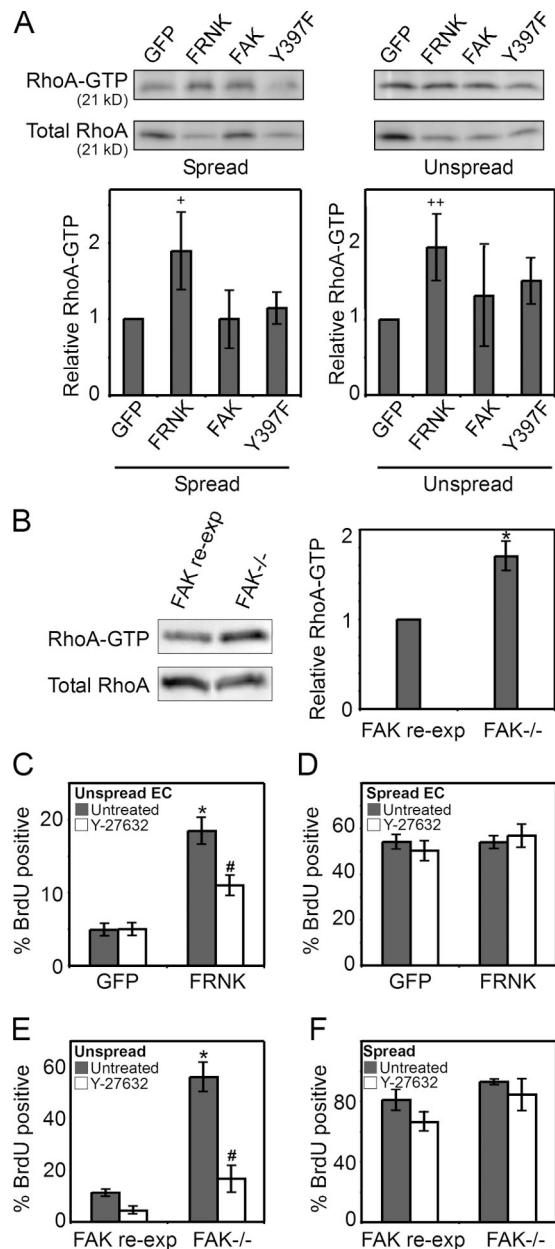 A
GFP FRNK FAK Y397F
GFP FRNK FAK Y397F
RhoA-GTP
(21 kD)
Total RhoA
(21 kD)
Spread
Unspread
Relative RhoA-GTP
2
1
0
+
GFP FRNK FAK Y397F
Spread
Relative RhoA-GTP
2
1
0
++
GFP FRNK FAK Y397F
Unspread
B
FAK re-exp FAK-/-
RhoA-GTP
Total RhoA
Relative RhoA-GTP
2
1
0
*
FAK re-exp FAK-/-
C
Unspread EC
Untreated
Y-27632
% BrdU positive
20
10
0
*
#
GFP FRNK
D
Spread EC
Untreated
Y-27632
% BrdU positive
60
40
20
0
GFP FRNK
E
Unspread
Untreated
Y-27632
% BrdU positive
60
40
20
0
*
#
FAK re-exp FAK-/-
F
Spread
Untreated
Y-27632
% BrdU positive
80
40
0
FAK re-exp FAK-/-